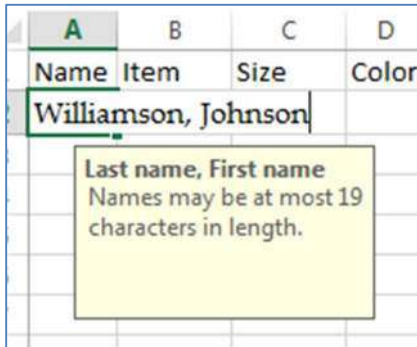 A B C D
Name Item Size Color
Williamson, Johnson
Last name, First name
Names may be at most 19
characters in length.